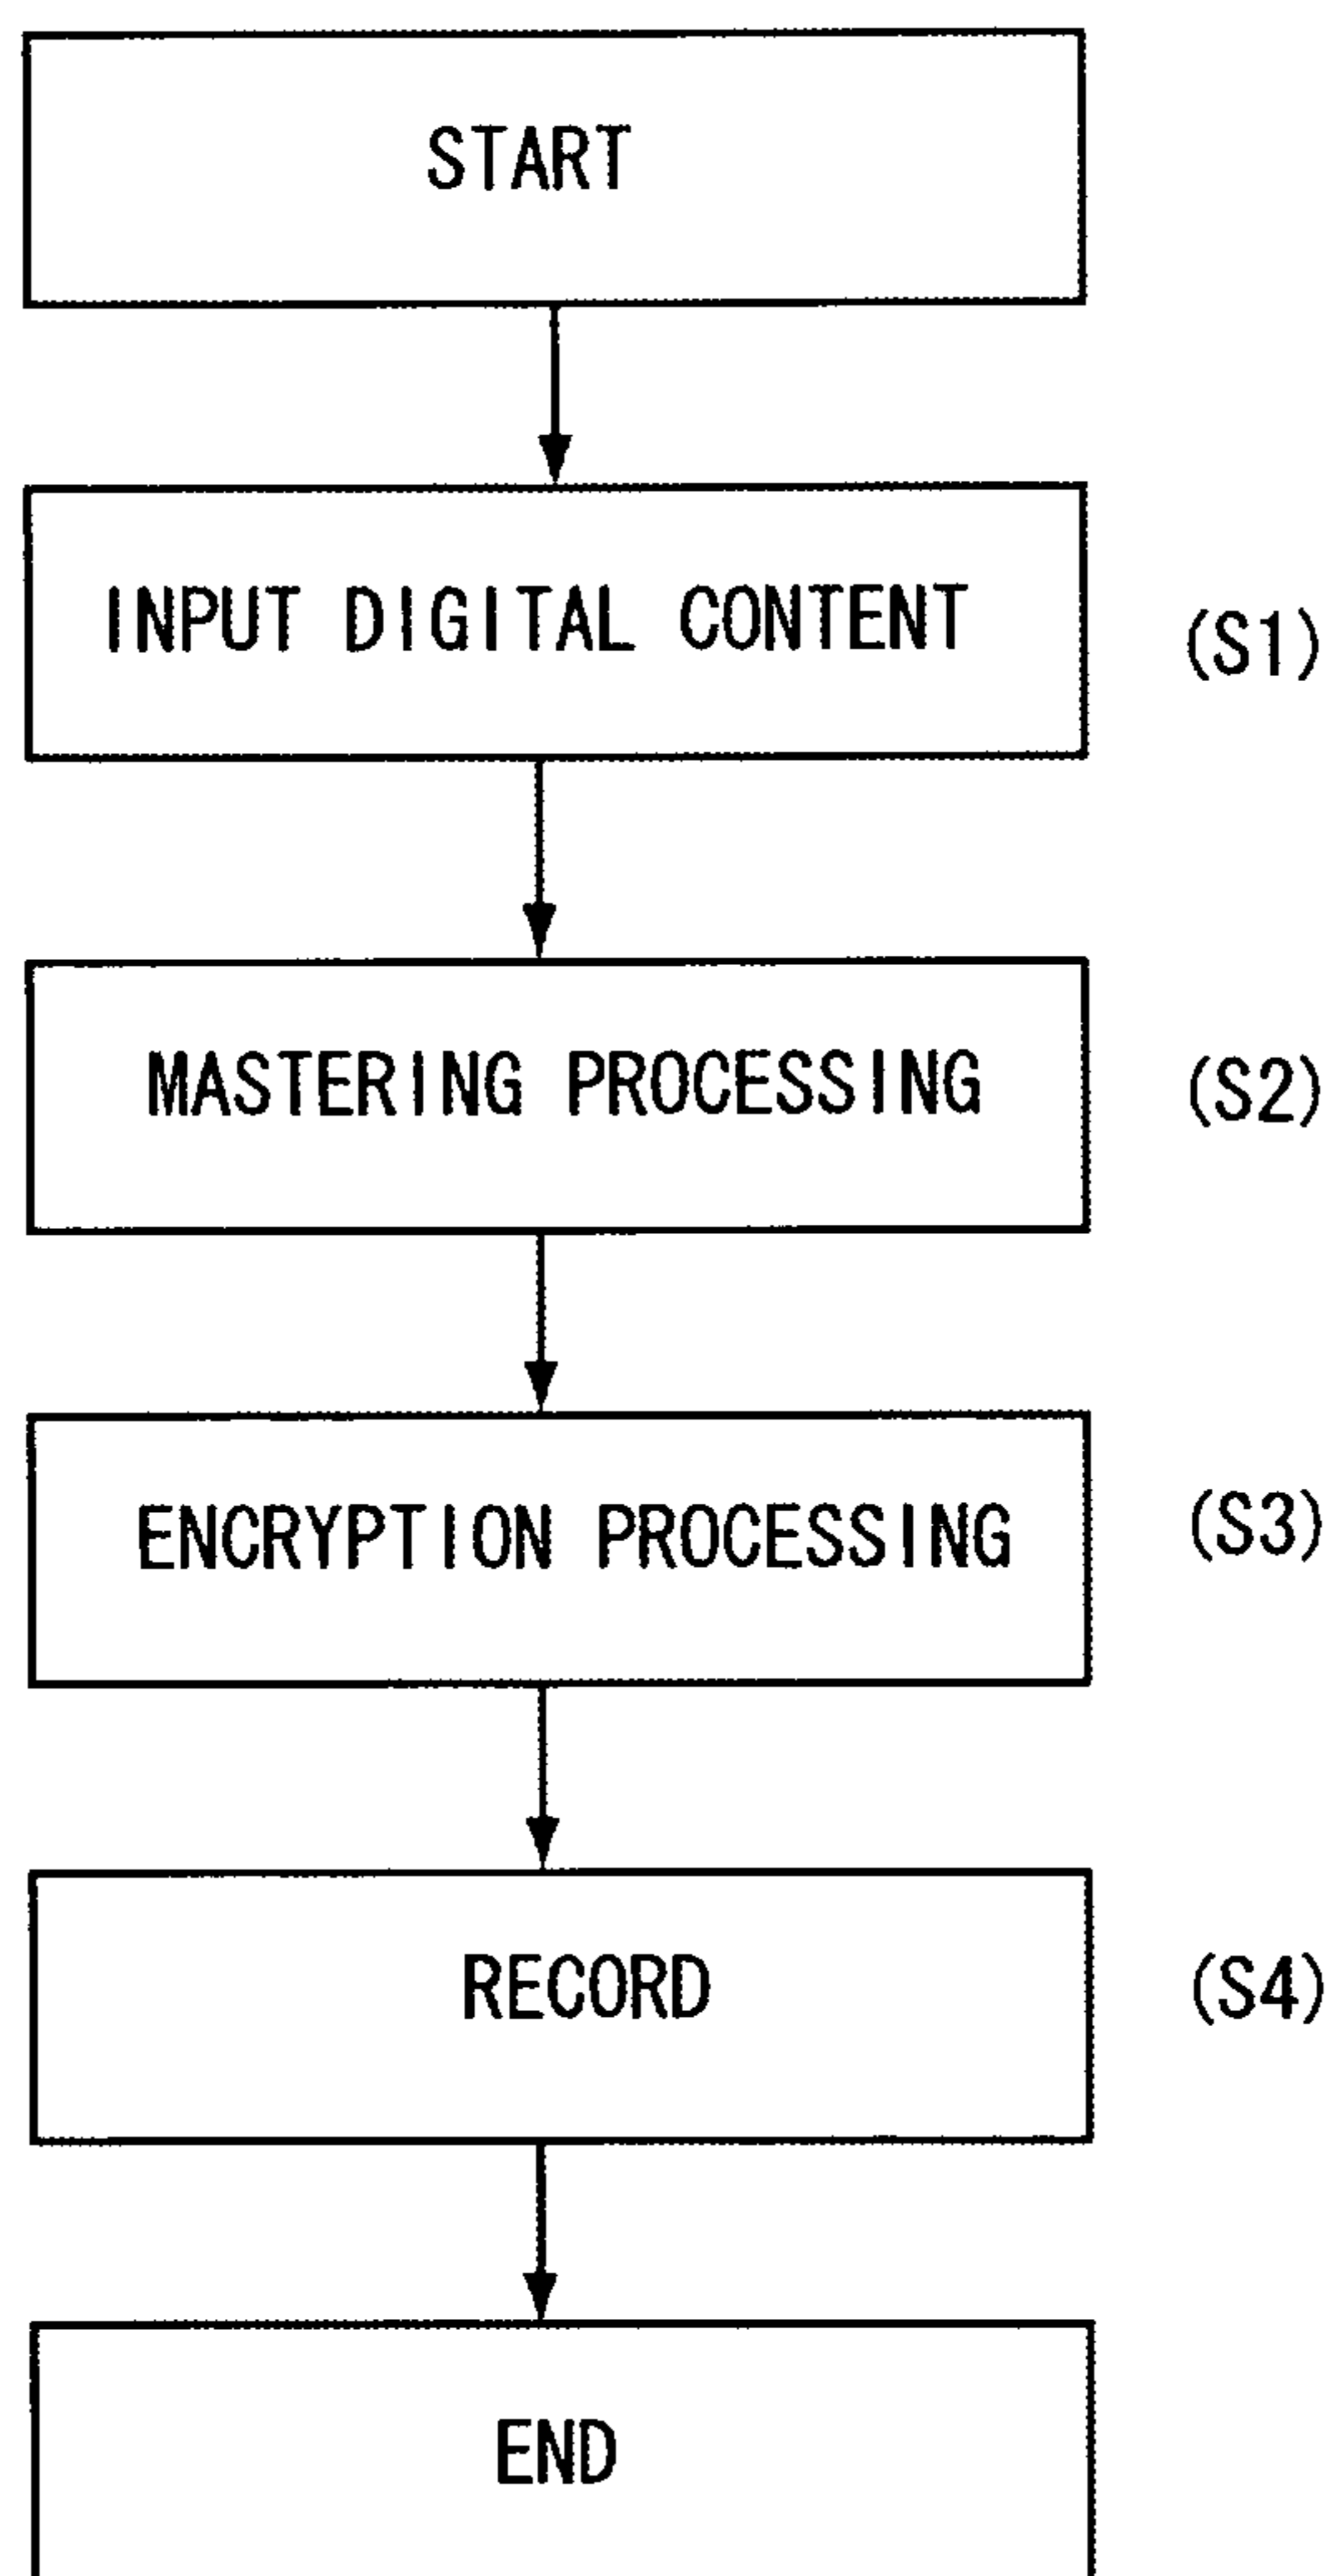 START
INPUT DIGITAL CONTENT (S1)
MASTERING PROCESSING (S2)
ENCRYPTION PROCESSING (S3)
RECORD (S4)
END